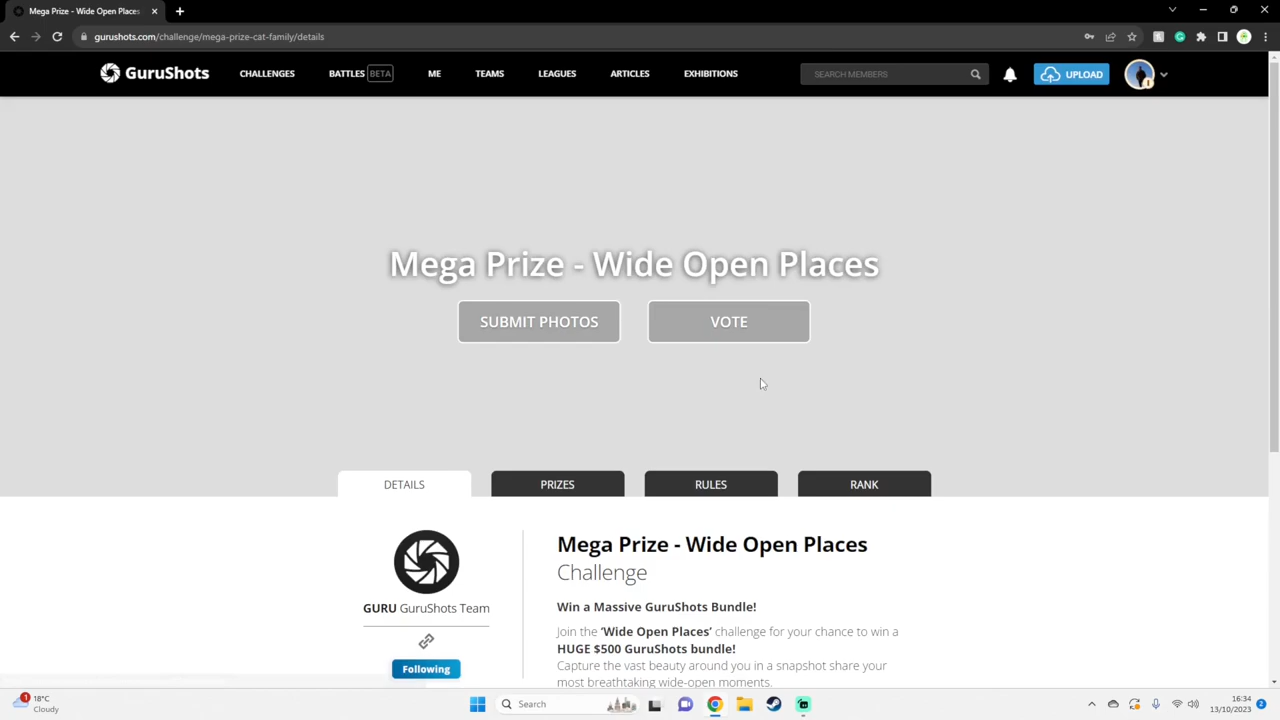 Mega Prize - Wide Open Places
gurushots.com/challenge/mega-prize-cat-family/details
GuruShots
CHALLENGES
BATTLES BETA
ME
TEAMS
LEAGUES
ARTICLES
EXHIBITIONS
SEARCH MEMBERS
UPLOAD
Mega Prize - Wide Open Places
SUBMIT PHOTOS
VOTE
DETAILS
PRIZES
RULES
RANK
GURU GuruShots Team
Following
Mega Prize - Wide Open Places
Challenge
Win a Massive GuruShots Bundle!
Join the 'Wide Open Places' challenge for your chance to win a
HUGE $500 GuruShots bundle!
Capture the vast beauty around you in a snapshot share your
most breathtaking wide-open moments.
1
18°C
Cloudy
Search
16:34
13/10/2023
2